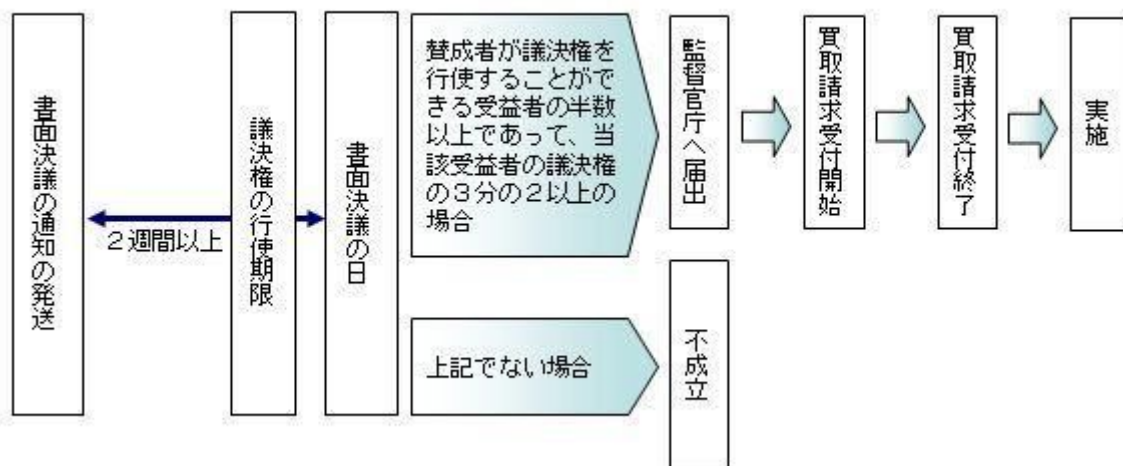 書面決議の通知の発送
２週間以上
議決権の行使期限
書面決議の日
賛成者が議決権を
行使することがで
きる受益者の半数
以上であって、当
該受益者の議決権
の３分の２以上の
場合
監督官庁へ届出
買取請求受付開始
買取請求受付終了
実施
上記でない場合
不成立